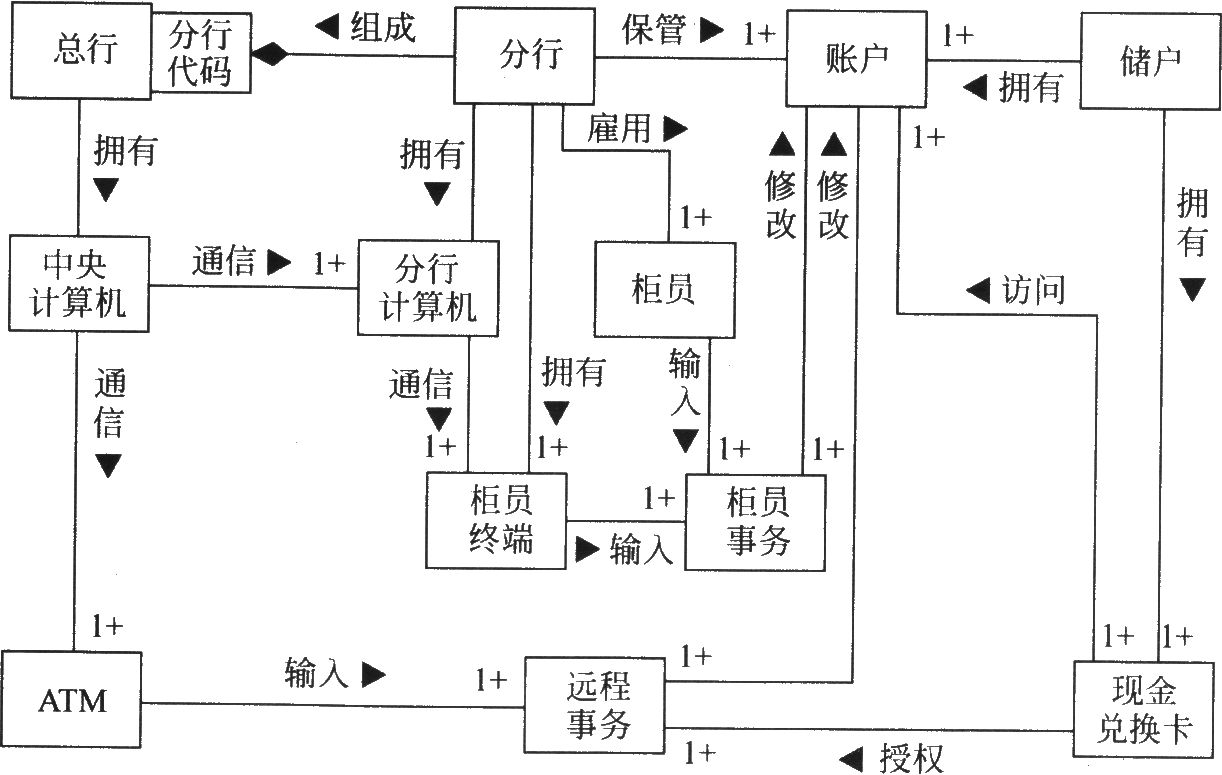 总行
分行
代码
◀ 组成
分行
保管 ▶
1+
账户
1+
◀ 拥有
储户
拥有
▼
拥有
▼
雇用 ▶
1+
▲
修
改
▲
修
改
1+
拥
有
▼
中央
计算机
通信 ▶
1+
分行
计算机
柜员
◀ 访问
通
信
▼
通信
▼
1+
拥有
▼
1+
输
入
▼
1+
1+
柜员
终端
1+
▶ 输入
柜员
事务
1+
ATM
输入 ▶
1+
远程
事务
1+
1+
◀ 授权
1+
1+
现金
兑换卡